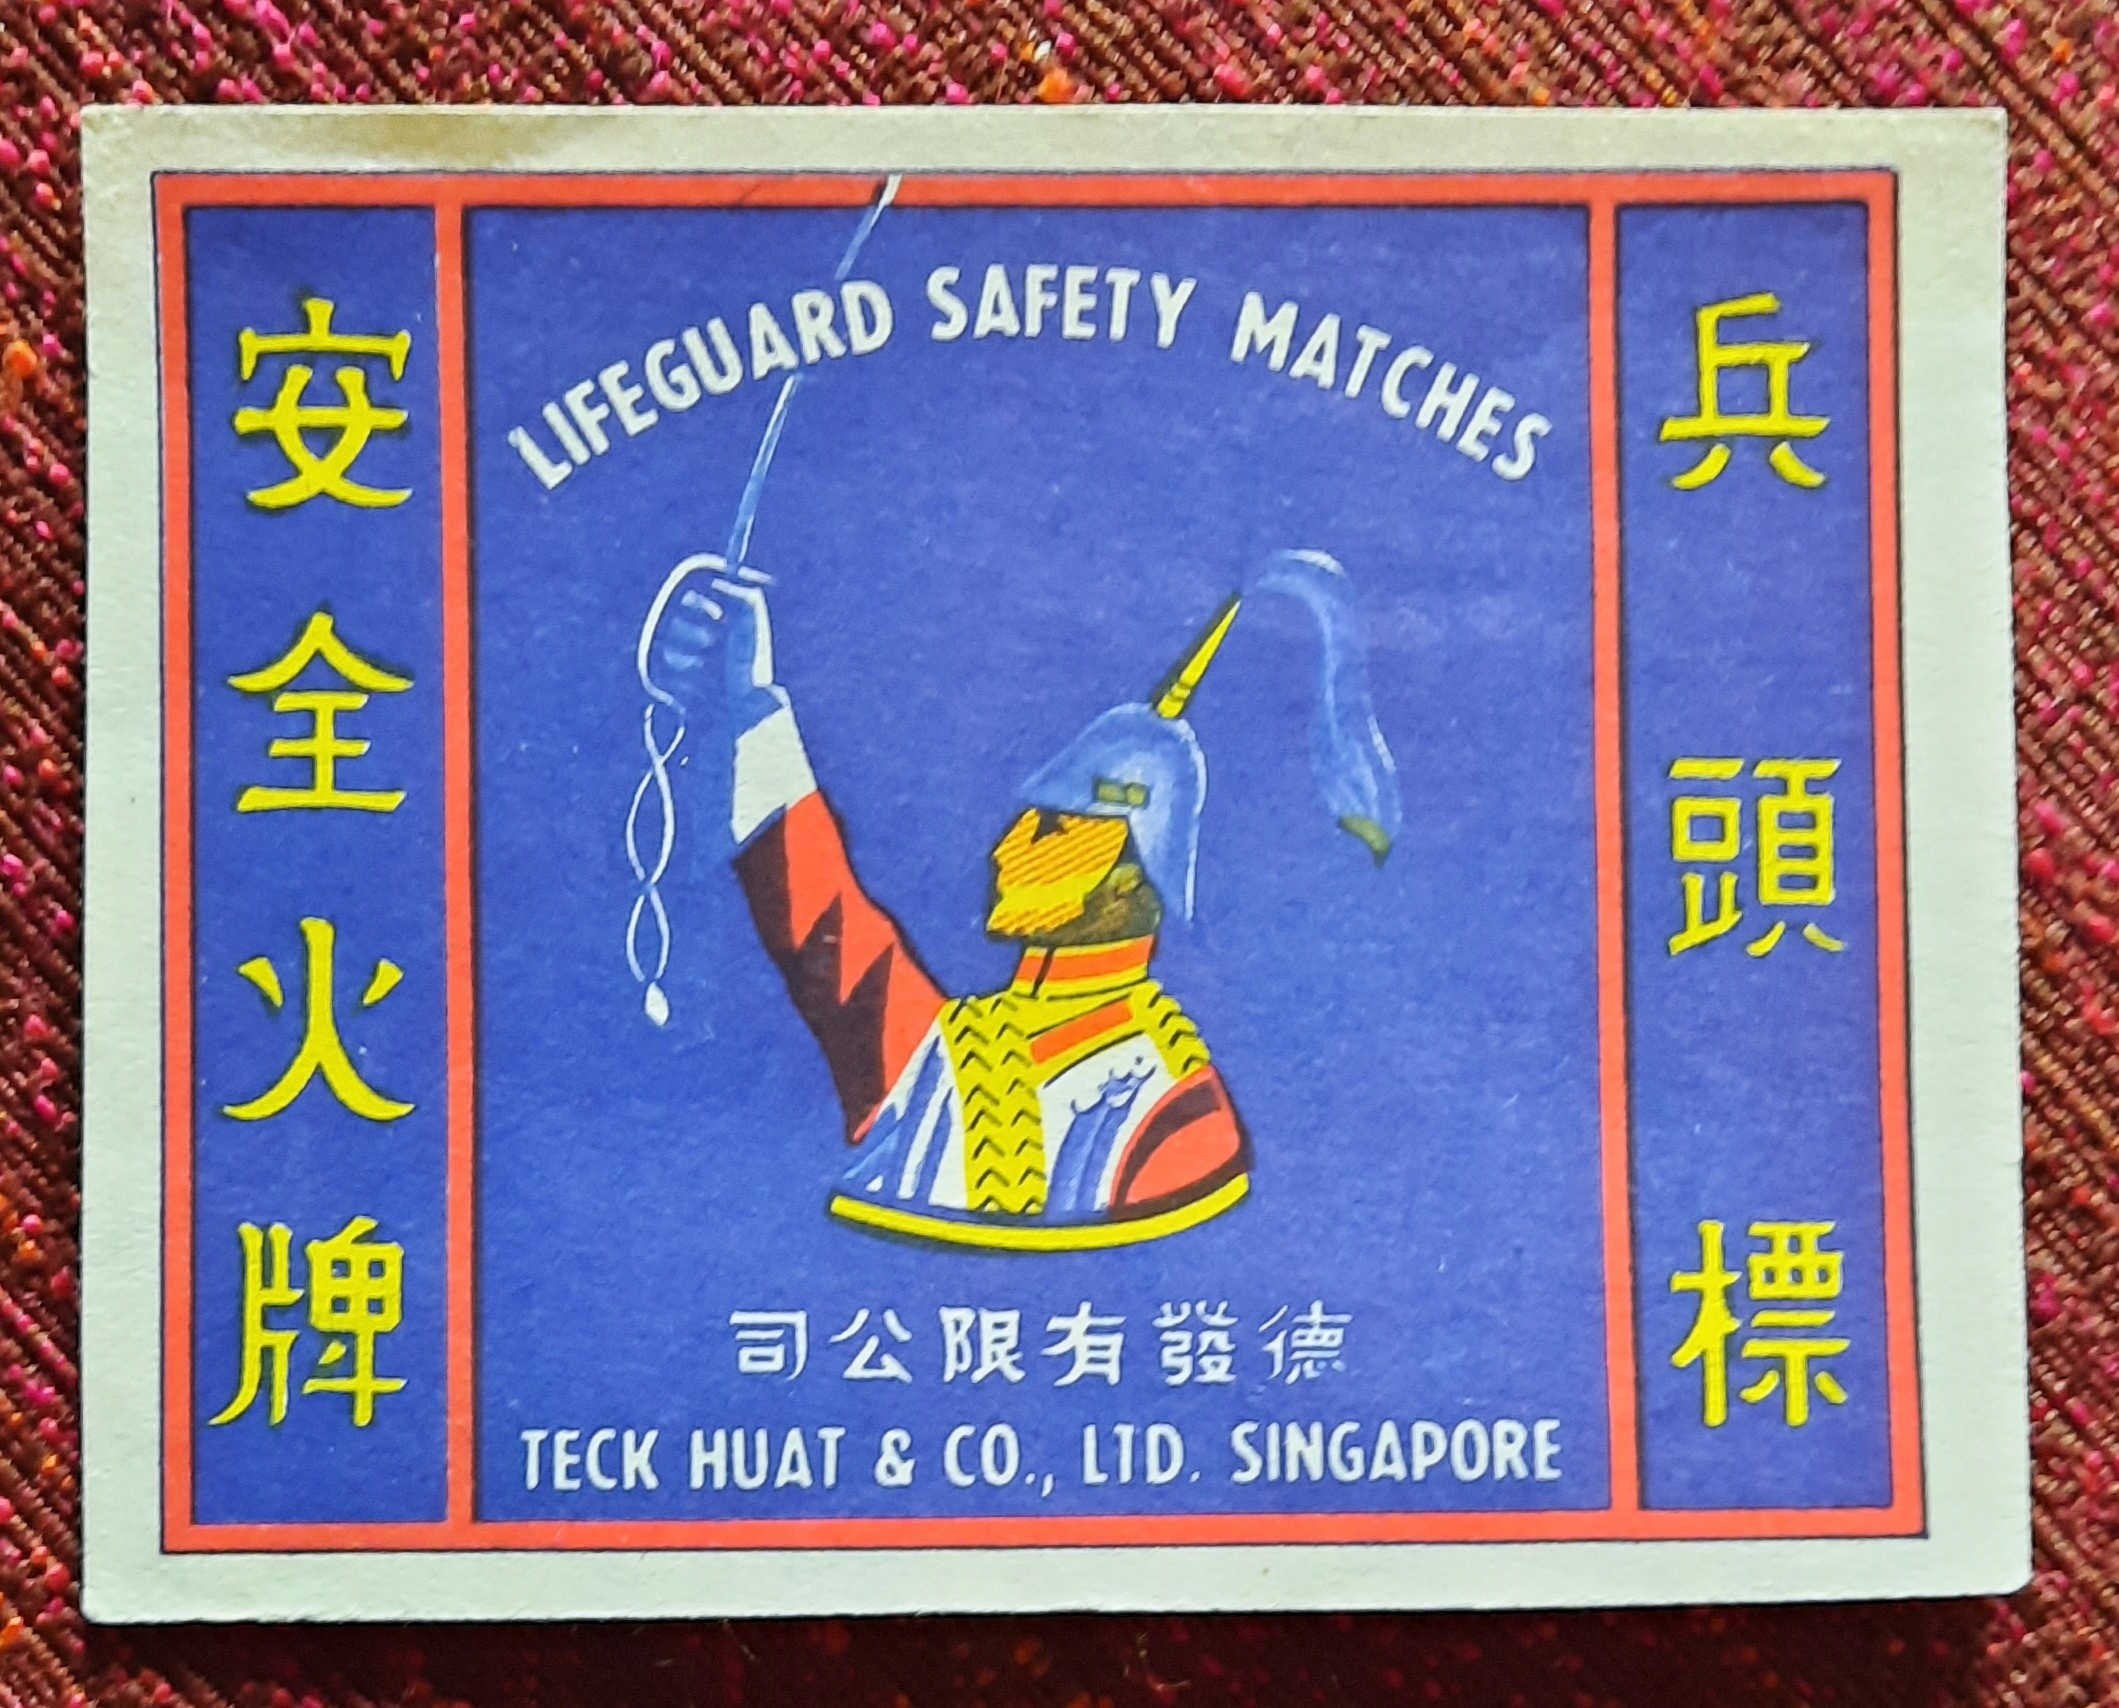 LIFEGUARD SAFETY MATCHES
兵頭標
安全火牌
司公限有發德
TECK HUAT & CO., LTD. SINGAPORE